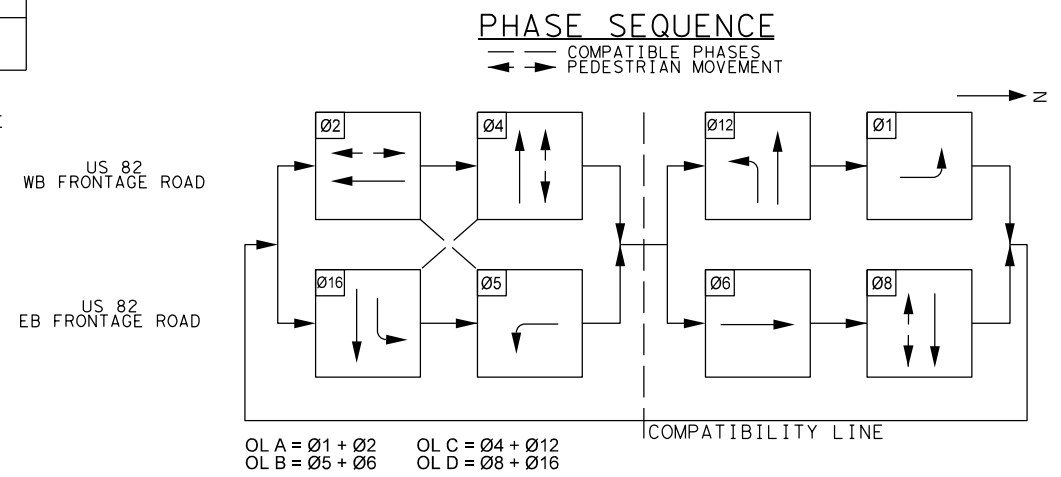 PHASE SEQUENCE
COMPATIBLE PHASES
PEDESTRIAN MOVEMENT
N
US 82
WB FRONTAGE ROAD
Ø2
Ø4
Ø12
Ø1
US 82
EB FRONTAGE ROAD
Ø16
Ø5
Ø6
Ø8
COMPATIBILITY LINE
OL A = Ø1 + Ø2
OL C = Ø4 + Ø12
OL B = Ø5 + Ø6
OL D = Ø8 + Ø16